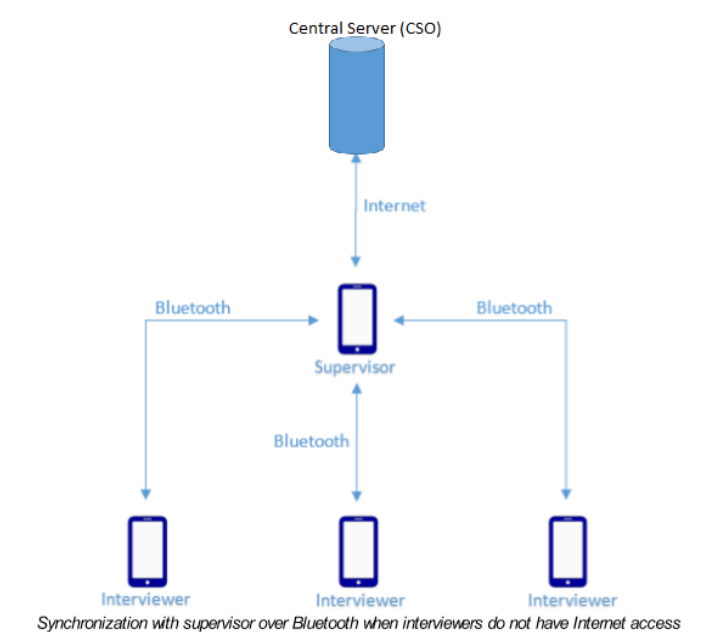 Central Server (CSO)
Internet
Bluetooth
Bluetooth
Supervisor
Bluetooth
Interviewer
Interviewer
Interviewer
Synchronization with supervisor over Bluetooth when interviewers do not have Internet access